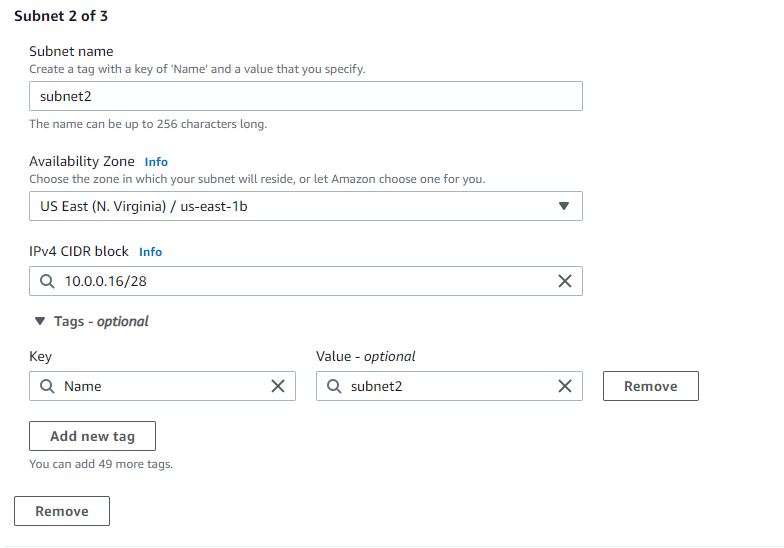 Subnet 2 of 3
Subnet name
Create a tag with a key of 'Name' and a value that you specify.
subnet2
The name can be up to 256 characters long.
Availability Zone Info
Choose the zone in which your subnet will reside, or let Amazon choose one for you.
US East (N. Virginia) / us-east-1b
IPv4 CIDR block Info
10.0.0.16/28
Tags - optional
Key Value - optional
Name subnet2 Remove
Add new tag
You can add 49 more tags.
Remove